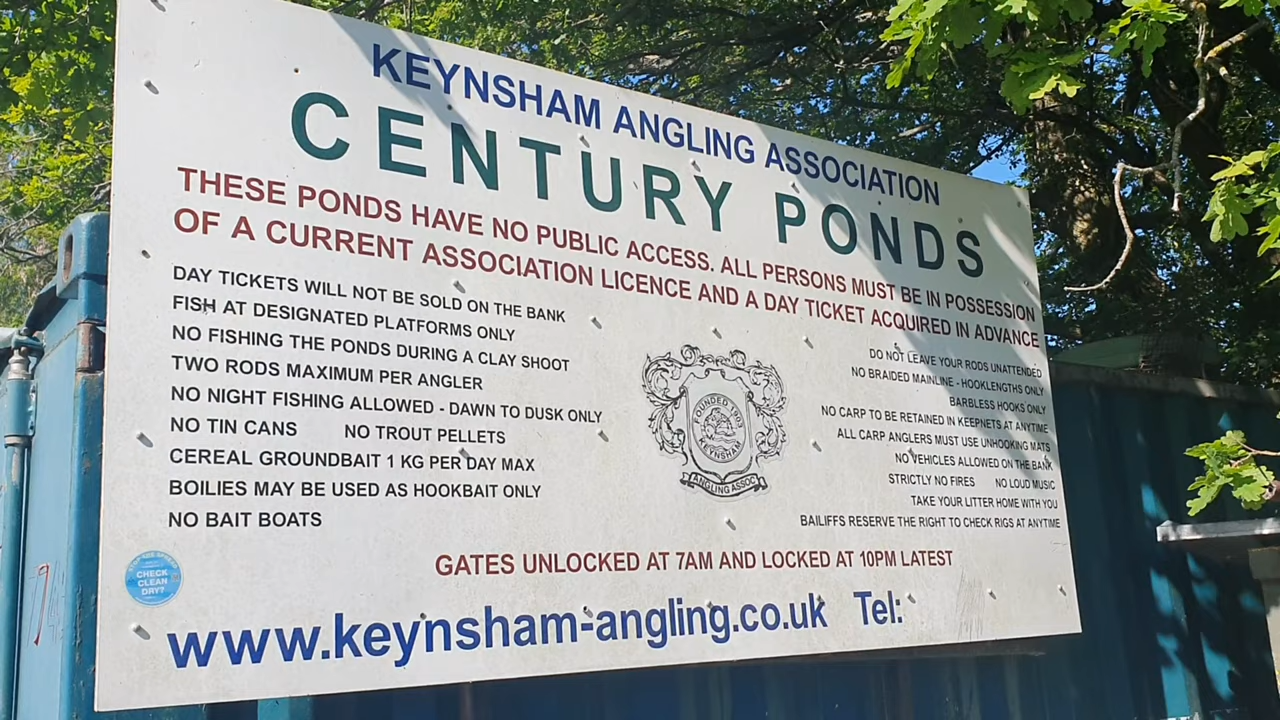 KEYNSHAM ANGLING ASSOCIATION
CENTURY PONDS
THESE PONDS HAVE NO PUBLIC ACCESS. ALL PERSONS MUST BE IN POSSESSION
OF A CURRENT ASSOCIATION LICENCE AND A DAY TICKET ACQUIRED IN ADVANCE
DAY TICKETS WILL NOT BE SOLD ON THE BANK
FISH AT DESIGNATED PLATFORMS ONLY
NO FISHING THE PONDS DURING A CLAY SHOOT
TWO RODS MAXIMUM PER ANGLER
NO NIGHT FISHING ALLOWED - DAWN TO DUSK ONLY
NO TIN CANS NO TROUT PELLETS
CEREAL GROUNDBAIT 1 KG PER DAY MAX
BOILIES MAY BE USED AS HOOKBAIT ONLY
NO BAIT BOATS
FOUNDED 1903
KEYNSHAM
ANGLING ASSOC
DO NOT LEAVE YOUR RODS UNATTENDED
NO BRAIDED MAINLINE - HOOKLENGTHS ONLY
BARBLESS HOOKS ONLY
NO CARP TO BE RETAINED IN KEEPNETS AT ANYTIME
ALL CARP ANGLERS MUST USE UNHOOKING MATS
NO VEHICLES ALLOWED ON THE BANK
STRICTLY NO FIRES NO LOUD MUSIC
TAKE YOUR LITTER HOME WITH YOU
BAILIFFS RESERVE THE RIGHT TO CHECK RIGS AT ANYTIME
CHECK
CLEAN
DRY?
GATES UNLOCKED AT 7AM AND LOCKED AT 10PM LATEST
www.keynsham-angling.co.uk Tel: